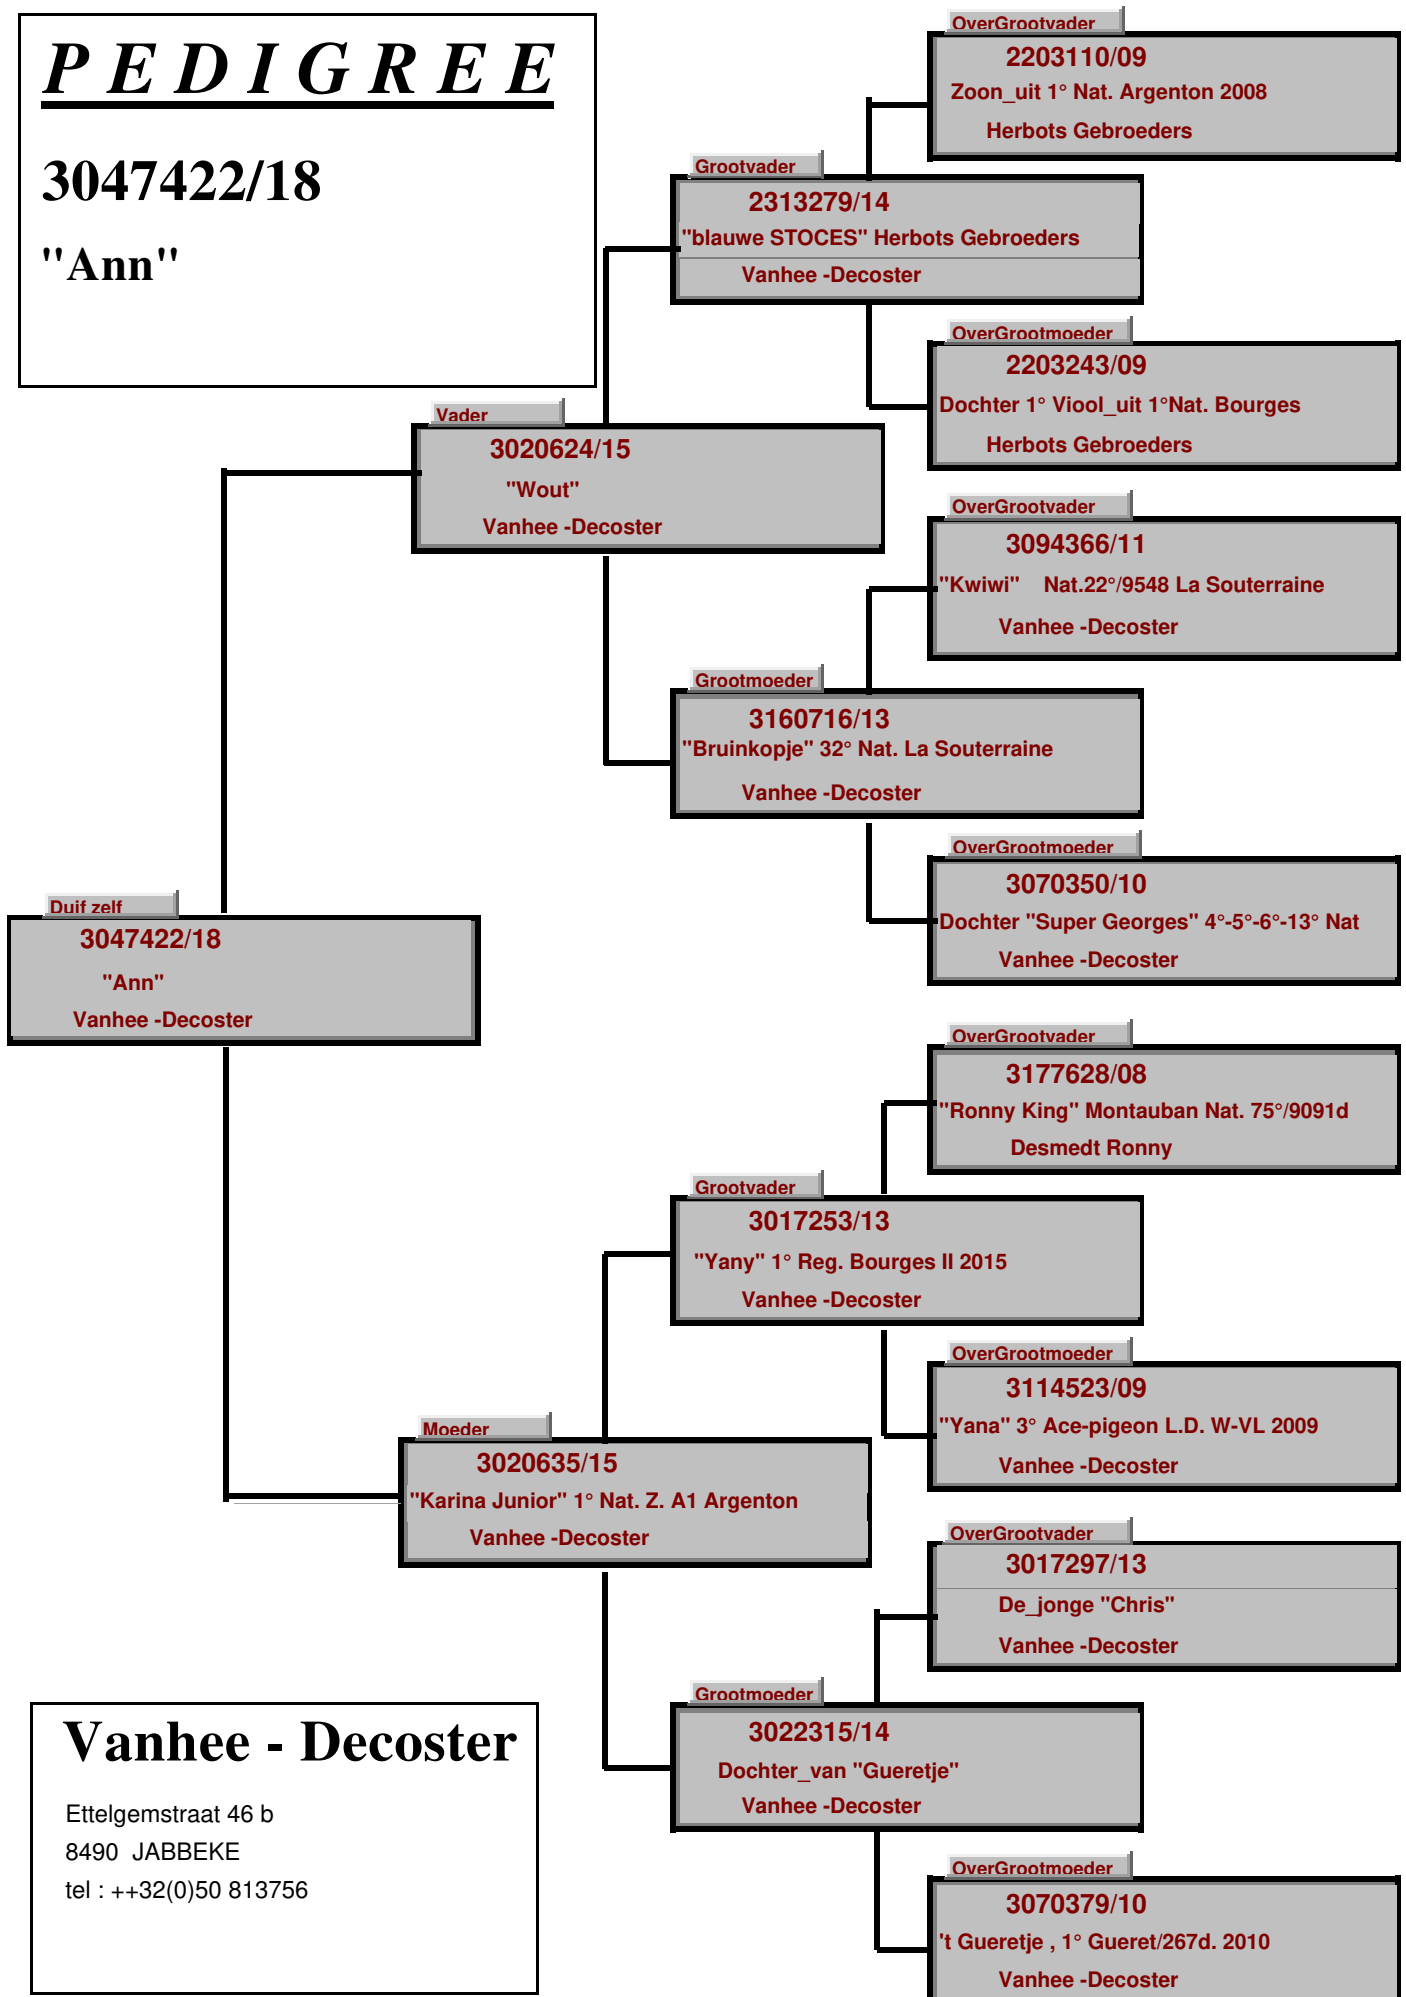 P E D I G R E E
3047422/18
"Ann"
OverGrootvader
2203110/09
Zoon_uit 1° Nat. Argenton 2008
Herbots Gebroeders
Grootvader
2313279/14
"blauwe STOCES" Herbots Gebroeders
Vanhee -Decoster
OverGrootmoeder
2203243/09
Dochter 1° Viool_uit 1°Nat. Bourges
Herbots Gebroeders
Vader
3020624/15
"Wout"
Vanhee -Decoster
OverGrootvader
3094366/11
"Kwiwi" Nat.22°/9548 La Souterraine
Vanhee -Decoster
Grootmoeder
3160716/13
"Bruinkopje" 32° Nat. La Souterraine
Vanhee -Decoster
OverGrootmoeder
3070350/10
Dochter "Super Georges" 4°-5°-6°-13° Nat
Vanhee -Decoster
Duif zelf
3047422/18
"Ann"
Vanhee -Decoster
OverGrootvader
3177628/08
"Ronny King" Montauban Nat. 75°/9091d
Desmedt Ronny
Grootvader
3017253/13
"Yany" 1° Reg. Bourges II 2015
Vanhee -Decoster
OverGrootmoeder
3114523/09
"Yana" 3° Ace-pigeon L.D. W-VL 2009
Vanhee -Decoster
Moeder
3020635/15
"Karina Junior" 1° Nat. Z. A1 Argenton
Vanhee -Decoster
OverGrootvader
3017297/13
De_jonge "Chris"
Vanhee -Decoster
Grootmoeder
3022315/14
Dochter_van "Gueretje"
Vanhee -Decoster
OverGrootmoeder
3070379/10
't Gueretje , 1° Gueret/267d. 2010
Vanhee -Decoster
Vanhee - Decoster
Ettelgemstraat 46 b
8490 JABBEKE
tel : ++32(0)50 813756